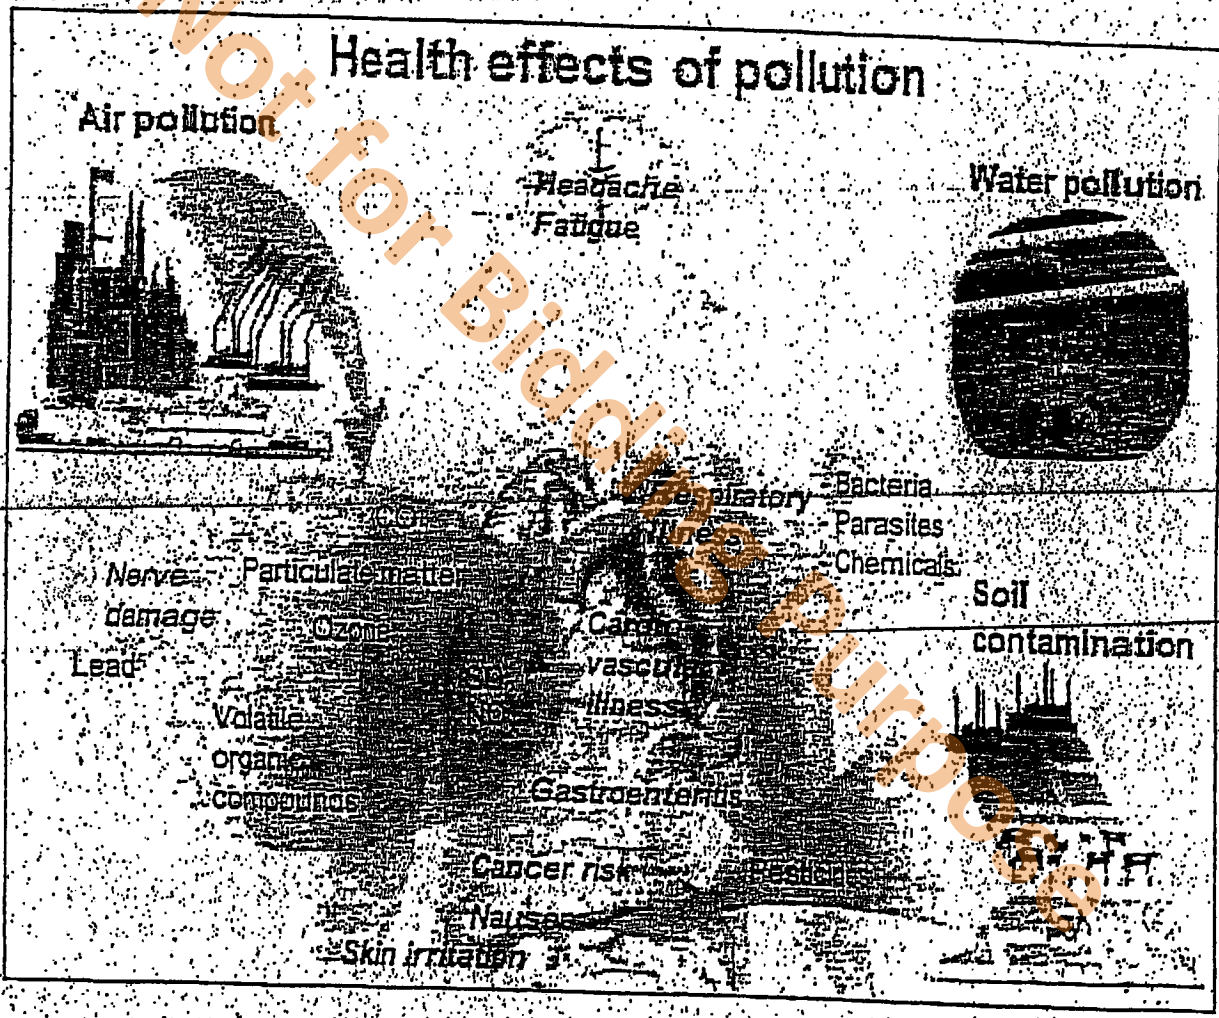 Health effects of pollution
Air pollution
Water pollution
Headache
Fatigue
Not for Bidding Purpose
Respiratory
Bacteria
Parasites
Chemicals
Nerve
damage
Particulate matter
Ozone
Lead
Cardio
vascular
illness
Soil
contamination
Volatile
organic
compounds
Gastroenteritis
Cancer risk
Pesticides
Nausea
Skin irritation